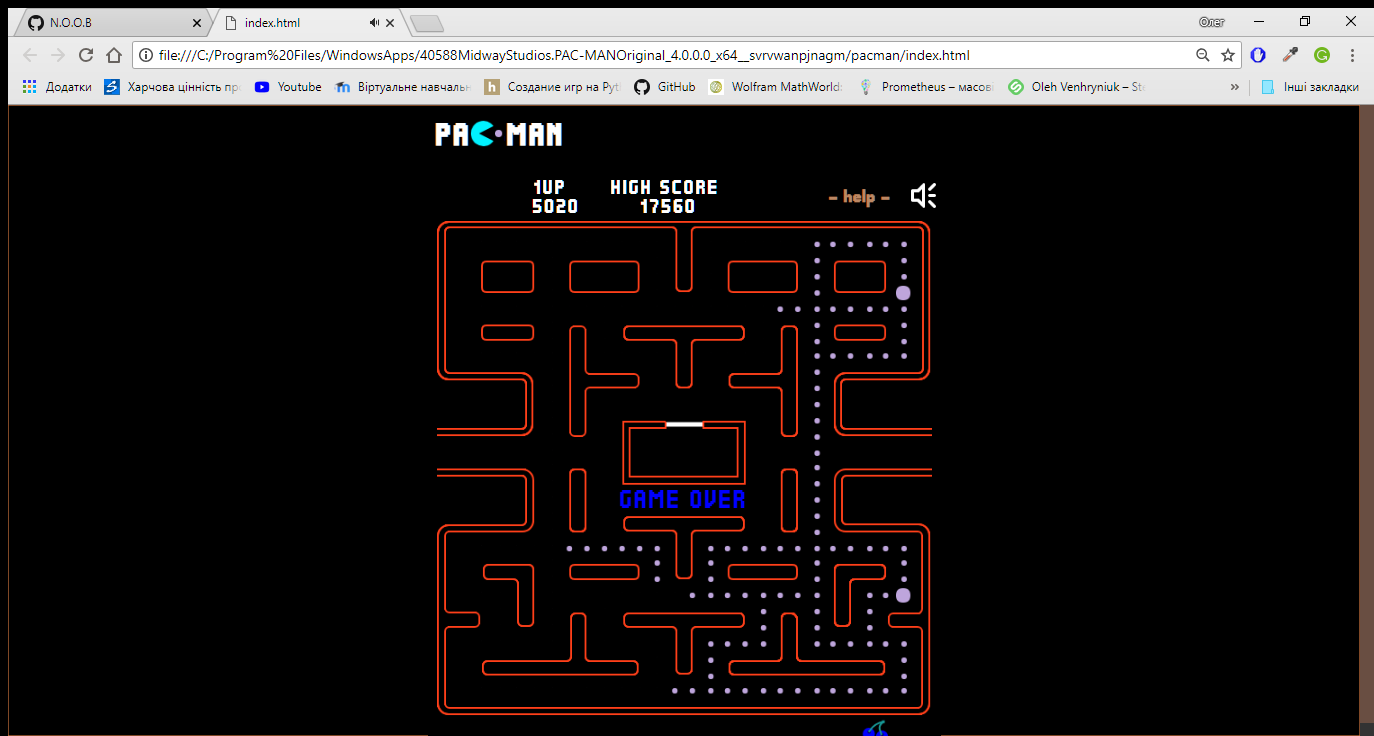 N.O.O.B
index.html
Олег
file:///C:/Program%20Files/WindowsApps/40588MidwayStudios.PAC-MANOriginal_4.0.0.0_x64__svrvwanpjnagm/pacman/index.html
Додатки
Харчова цінність пр
Youtube
Віртуальне навчаль
Создание игр на Pyt
GitHub
Wolfram MathWorld:
Prometheus – масові
Oleh Venhryniuk – St
Інші закладки
PAC-MAN
1UP
HIGH SCORE
5020
17560
- help -
GAME OVER